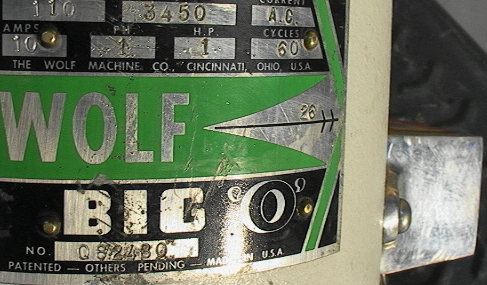 CURRENT
110 3450 A.C.
AMPS PH H.P. CYCLES
10 1 1 60
THE WOLF MACHINE CO., CINCINNATI, OHIO, U.S.A.
WOLF 26
BIG "O"
NO. Q82480
PATENTED — OTHERS PENDING — MADE IN U.S.A.